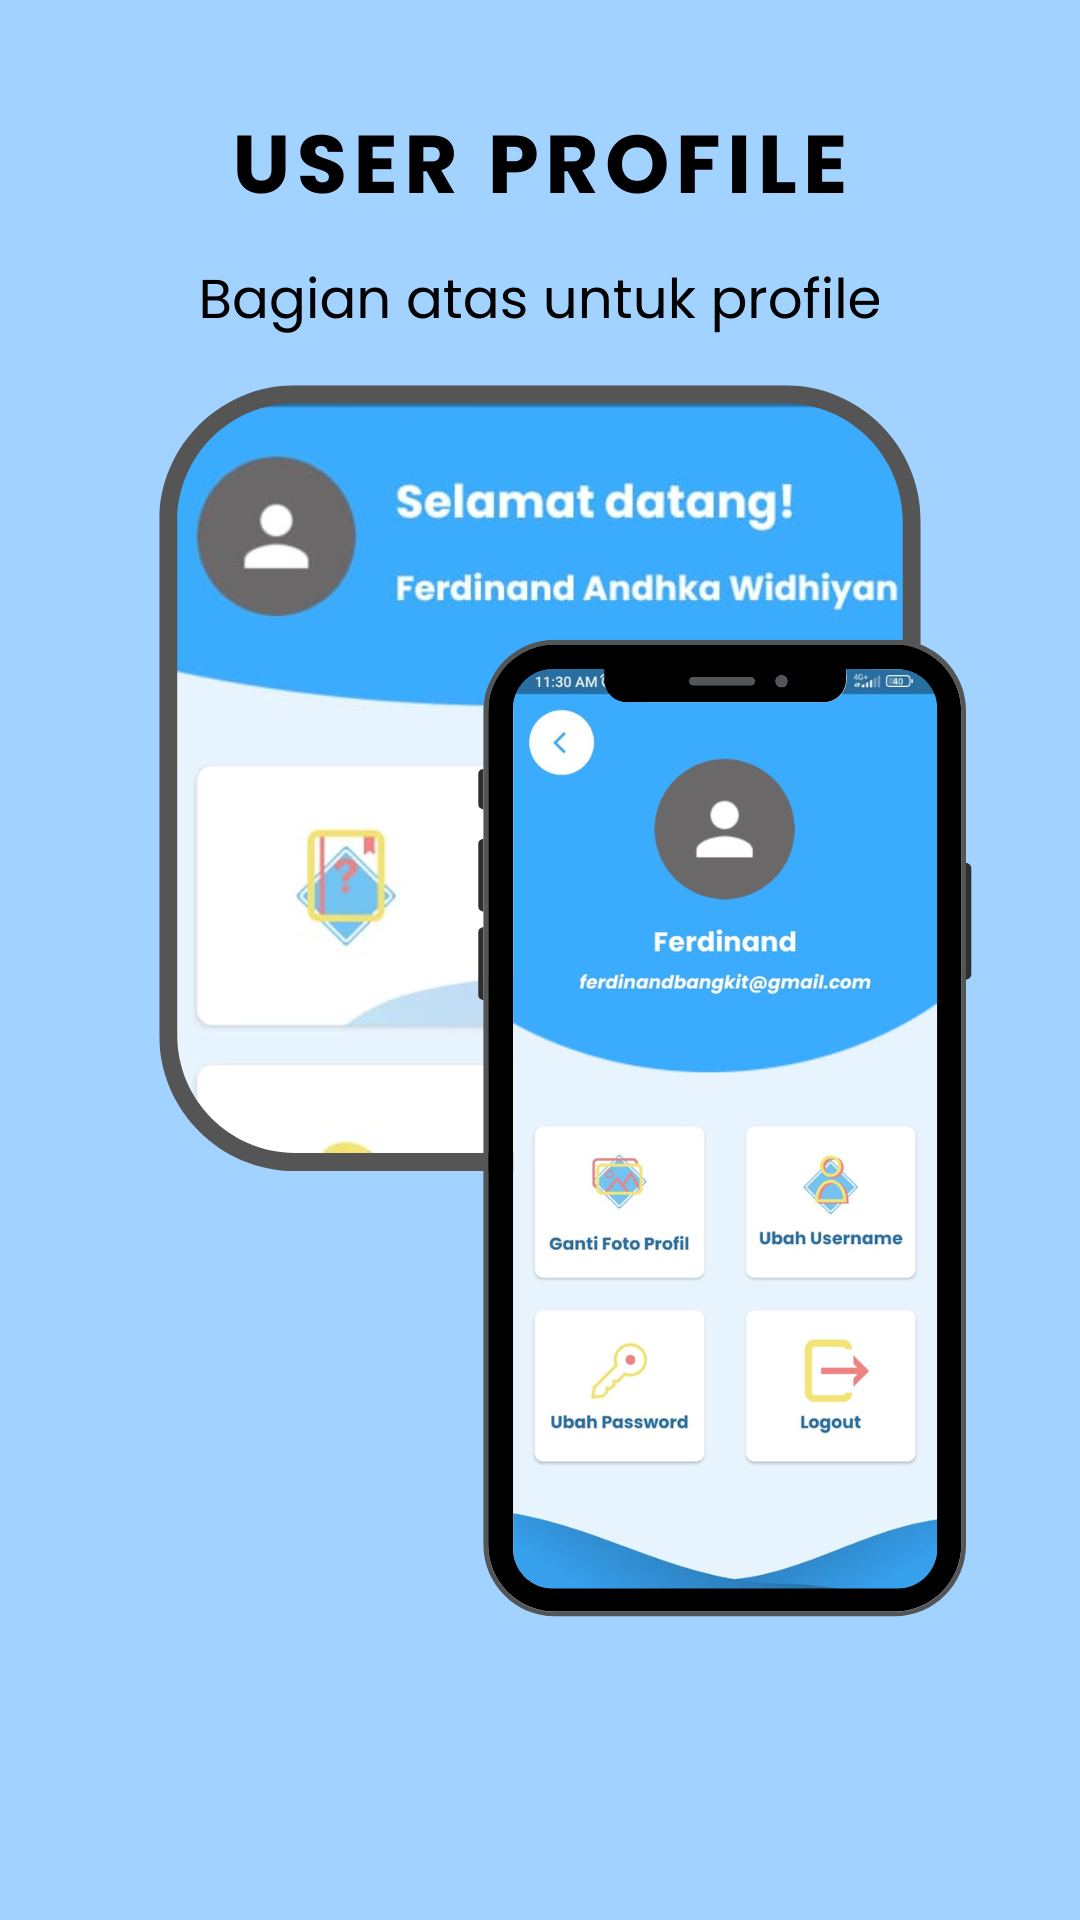 USER PROFILE
Bagian atas untuk profile
Selamat datang!
Ferdinand Andhka Widhiyan
?
11:30 AM
4G+
40
Ferdinand
ferdinandbangkit@gmail.com
Ganti Foto Profil
Ubah Username
Ubah Password
Logout